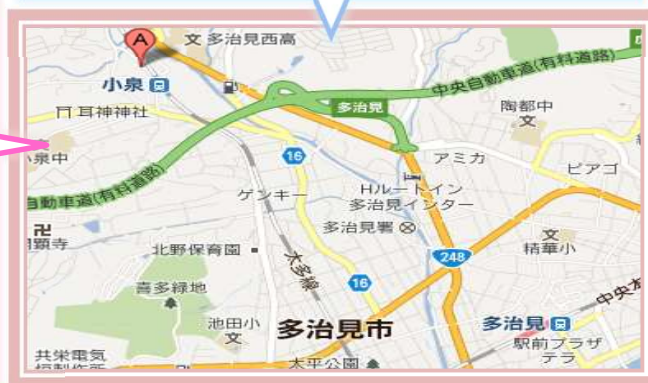 A
文 多治見西高
小泉
中央自動車道(有料道路)
多治見
陶都中
文
耳神神社
泉中
16
アミカ
ピアゴ
自動車道(有料道路)
ゲンキー
Hルートイン
多治見インター
卍
多治見署
文
精華小
北野保育園
太多線
248
中央本
喜多緑地
16
池田小
文
多治見市
多治見
駅前プラザ
テラ
共栄電気
太平公園